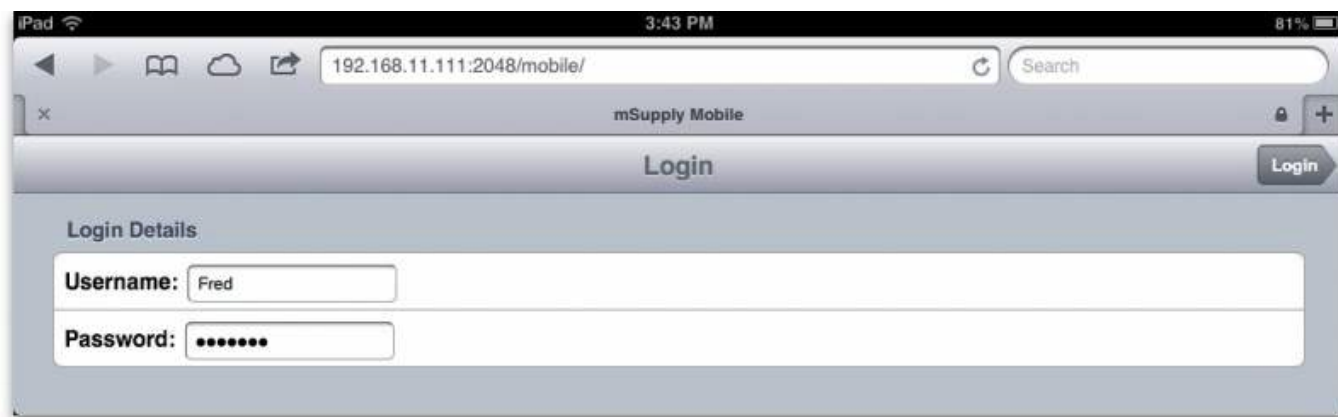 iPad 3:43 PM 81%
192.168.11.111:2048/mobile/ Search
mSupply Mobile
Login Login
Login Details
Username: Fred
Password: •••••••